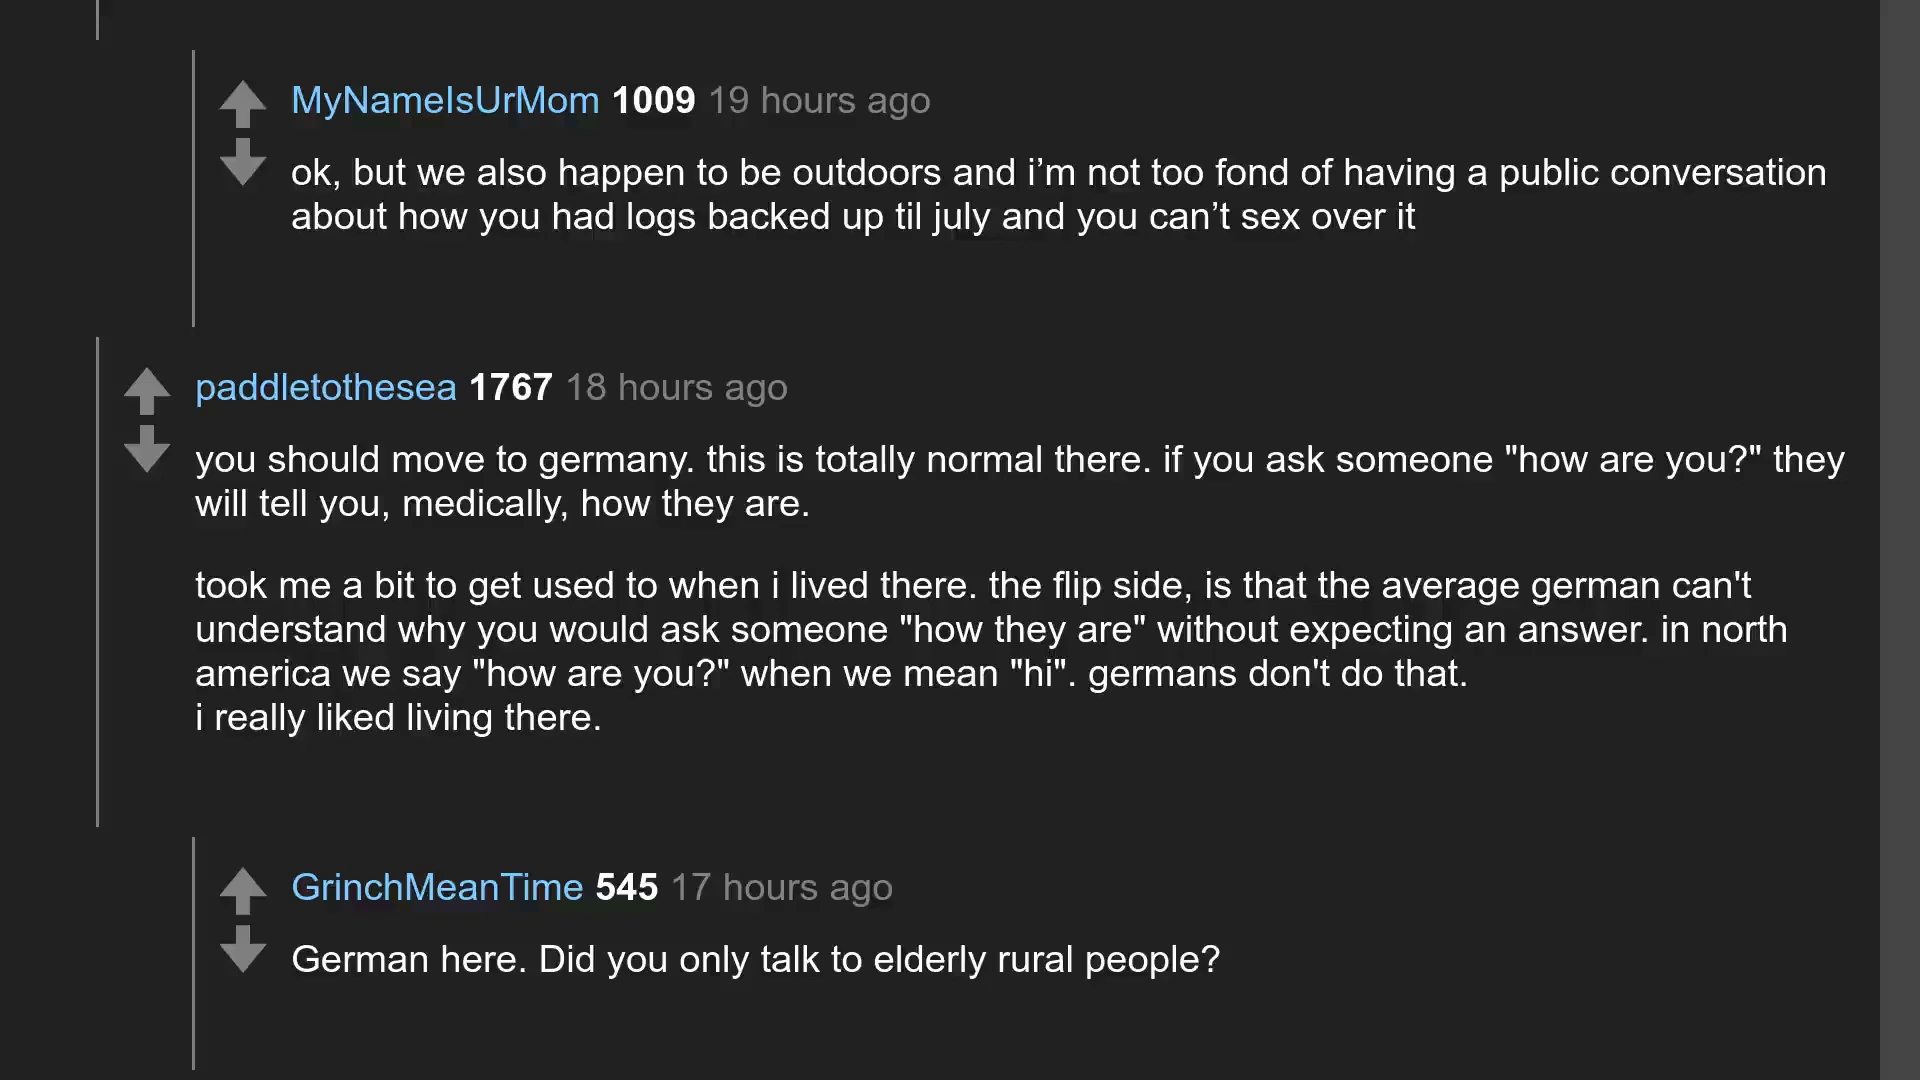 MyNameIsUrMom 1009 19 hours ago
ok, but we also happen to be outdoors and i’m not too fond of having a public conversation
about how you had logs backed up til july and you can’t sex over it
paddletothesea 1767 18 hours ago
you should move to germany. this is totally normal there. if you ask someone "how are you?" they
will tell you, medically, how they are.
took me a bit to get used to when i lived there. the flip side, is that the average german can't
understand why you would ask someone "how they are" without expecting an answer. in north
america we say "how are you?" when we mean "hi". germans don't do that.
i really liked living there.
GrinchMeanTime 545 17 hours ago
German here. Did you only talk to elderly rural people?